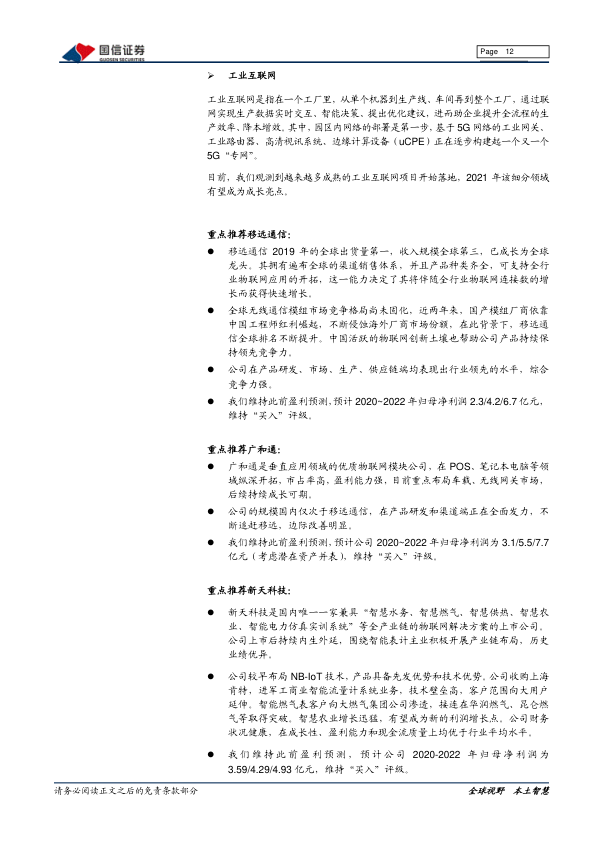 国信证券
GUOSEN SECURITIES
Page 12
➢ 工业互联网
工业互联网是指在一个工厂里，从单个机器到生产线、车间再到整个工厂，通过联
网实现生产数据实时交互、智能决策、提出优化建议，进而助企业提升全流程的生
产效率、降本增效。其中，园区内网络的部署是第一步，基于 5G 网络的工业网关、
工业路由器、高清视讯系统、边缘计算设备（uCPE）正在逐步构建起一个又一个
5G“专网”。
目前，我们观测到越来越多成熟的工业互联网项目开始落地，2021 年该细分领域
有望成为成长亮点。
重点推荐移远通信：
● 移远通信 2019 年的全球出货量第一，收入规模全球第三，已成长为全球
龙头。其拥有遍布全球的渠道销售体系，并且产品种类齐全，可支持全行
业物联网应用的开拓，这一能力决定了其将伴随全行业物联网连接数的增
长而获得快速增长。
● 全球无线通信模组市场竞争格局尚未固化，近两年来，国产模组厂商依靠
中国工程师红利崛起，不断侵蚀海外厂商市场份额，在此背景下，移远通
信全球排名不断提升。中国活跃的物联网创新土壤也帮助公司产品持续保
持领先竞争力。
● 公司在产品研发、市场、生产、供应链端均表现出行业领先的水平，综合
竞争力强。
● 我们维持此前盈利预测，预计 2020~2022 年归母净利润 2.3/4.2/6.7 亿元，
维持“买入”评级。
重点推荐广和通：
● 广和通是垂直应用领域的优质物联网模块公司，在 POS、笔记本电脑等领
域纵深开拓，市占率高，盈利能力强，目前重点布局车载、无线网关市场，
后续持续成长可期。
● 公司的规模国内仅次于移远通信，在产品研发和渠道端正在全面发力，不
断追赶移远，边际改善明显。
● 我们维持此前盈利预测，预计公司 2020~2022 年归母净利润为 3.1/5.5/7.7
亿元（考虑潜在资产并表），维持“买入”评级。
重点推荐新天科技：
● 新天科技是国内唯一一家兼具“智慧水务、智慧燃气、智慧供热、智慧农
业、智能电力仿真实训系统”等全产业链的物联网解决方案的上市公司。
公司上市后持续内生外延，围绕智能表计主业积极开展产业链布局，历史
业绩优异。
● 公司较早布局 NB-IoT 技术，产品具备先发优势和技术优势。公司收购上海
肯特，进军工商业智能流量计系统业务，技术壁垒高，客户范围向大用户
延伸。智能燃气表客户向大燃气集团公司渗透，接连在华润燃气，昆仑燃
气等取得突破。智慧农业增长迅猛，有望成为新的利润增长点。公司财务
状况健康，在成长性、盈利能力和现金流质量上均优于行业平均水平。
● 我们维持此前盈利预测，预计公司 2020-2022 年归母净利润为
3.59/4.29/4.93 亿元，维持“买入”评级。
请务必阅读正文之后的免责条款部分
全球视野 本土智慧